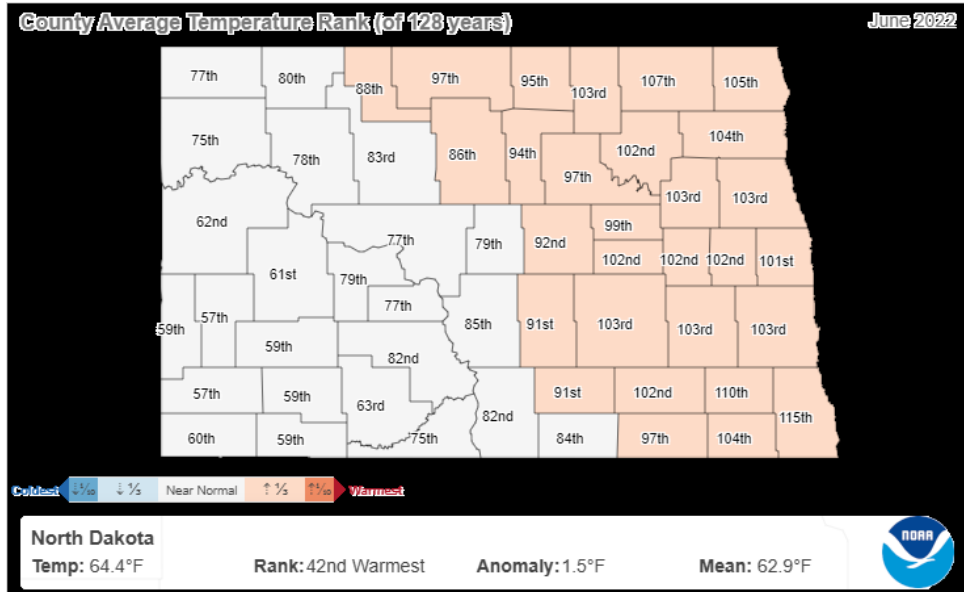 County Average Temperature Rank (of 128 years) June 2022
77th 80th 88th 97th 95th 103rd 107th 105th
75th 78th 83rd 86th 94th 97th 102nd 104th
62nd 103rd 103rd
77th 79th 92nd 99th
61st 79th 102nd 102nd 102nd 101st
59th 57th 77th 85th 91st 103rd 103rd 103rd
59th 82nd
57th 59th 63rd 82nd 91st 102nd 110th 115th
60th 59th 75th 84th 97th 104th
Coldest ↓⅒ ↓⅓ Near Normal ↑⅓ ↑⅒ Warmest
North Dakota
Temp: 64.4°F Rank: 42nd Warmest Anomaly: 1.5°F Mean: 62.9°F
NOAA